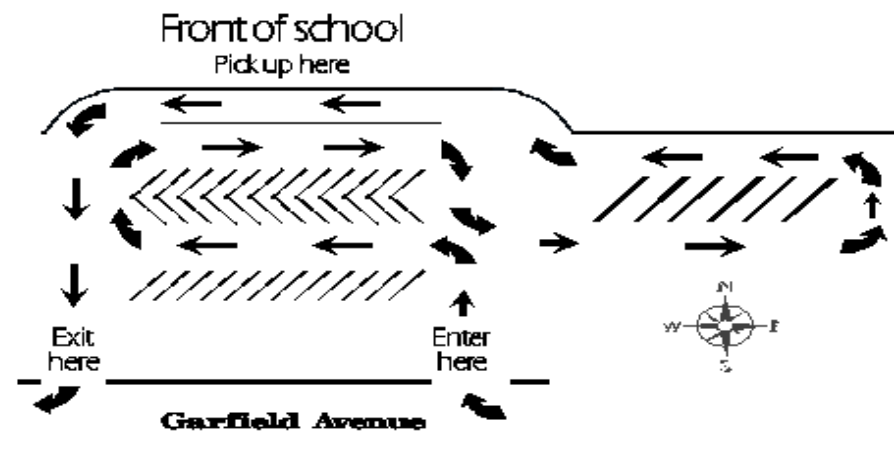 Front of school
Pick up here
N
W E
S
Exit
here
Enter
here
Garfield Avenue